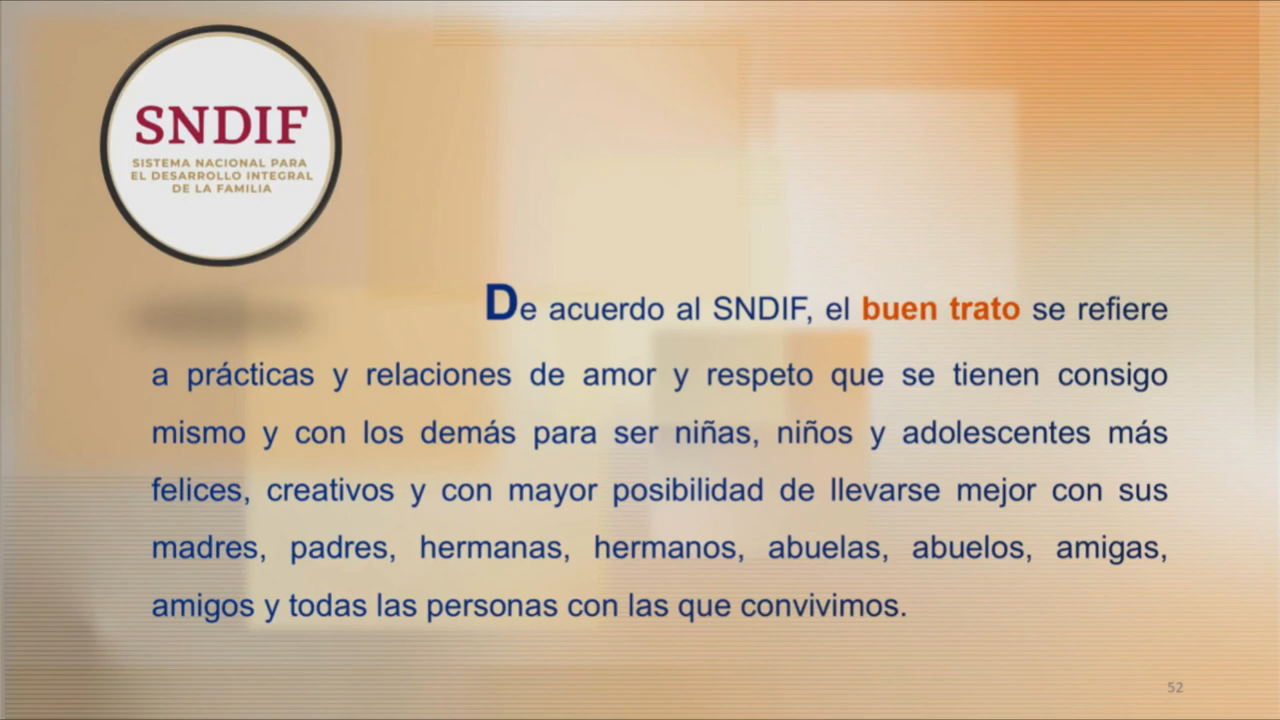 SNDIF
SISTEMA NACIONAL PARA
EL DESARROLLO INTEGRAL
DE LA FAMILIA
De acuerdo al SNDIF, el buen trato se refiere
a prácticas y relaciones de amor y respeto que se tienen consigo
mismo y con los demás para ser niñas, niños y adolescentes más
felices, creativos y con mayor posibilidad de llevarse mejor con sus
madres, padres, hermanas, hermanos, abuelas, abuelos, amigas,
amigos y todas las personas con las que convivimos.
52